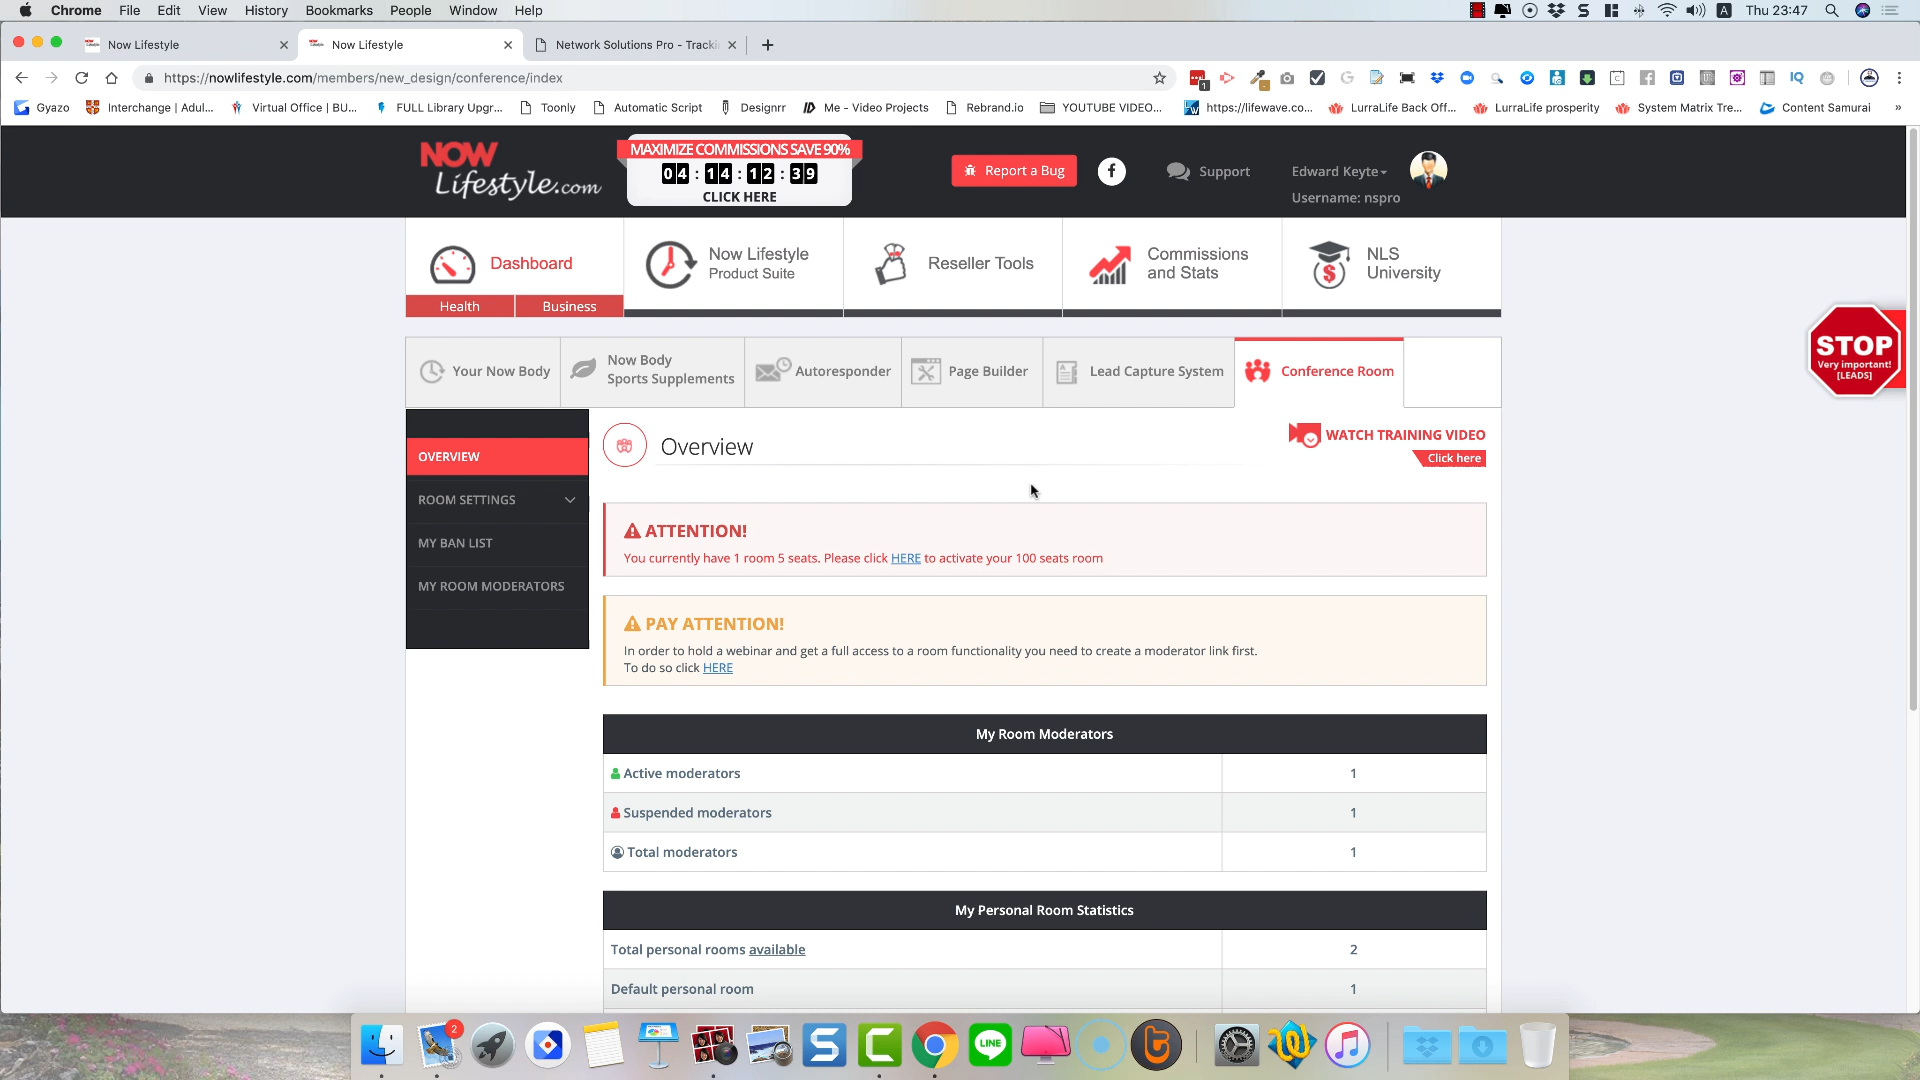 Chrome File Edit View History Bookmarks People Window Help
A Thu 23:47
Now Lifestyle
Now Lifestyle
Network Solutions Pro - Tracki
https://nowlifestyle.com/members/new_design/conference/index
IQ
Gyazo
Interchange | Adul...
Virtual Office | BU...
FULL Library Upgr...
Toonly
Automatic Script
Designrr
Me - Video Projects
Rebrand.io
YOUTUBE VIDEO...
https://lifewave.co...
LurraLife Back Off...
LurraLife prosperity
System Matrix Tre...
Content Samurai
»
NOW
Lifestyle.com
MAXIMIZE COMMISSIONS SAVE 90%
04 : 14 : 12 : 39
CLICK HERE
Report a Bug
Support
Edward Keyte
Username: nspro
Dashboard
Health
Business
Now Lifestyle
Product Suite
Reseller Tools
Commissions
and Stats
NLS
University
Your Now Body
Now Body
Sports Supplements
Autoresponder
Page Builder
Lead Capture System
Conference Room
STOP
Very important!
[LEADS]
OVERVIEW
ROOM SETTINGS
MY BAN LIST
MY ROOM MODERATORS
Overview
WATCH TRAINING VIDEO
Click here
ATTENTION!
You currently have 1 room 5 seats. Please click HERE to activate your 100 seats room
PAY ATTENTION!
In order to hold a webinar and get a full access to a room functionality you need to create a moderator link first.
To do so click HERE
My Room Moderators
Active moderators 1
Suspended moderators 1
Total moderators 1
My Personal Room Statistics
Total personal rooms available 2
Default personal room 1
2
LINE